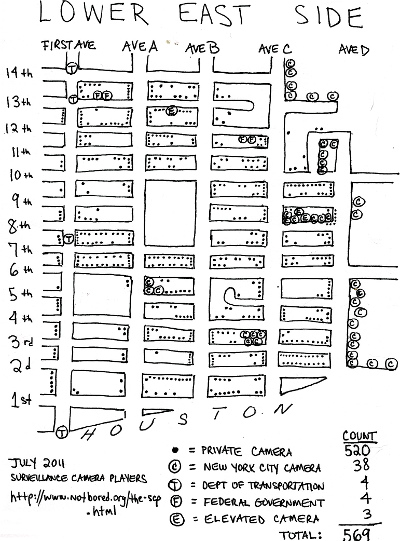 LOWER EAST SIDE
FIRST AVE AVE A AVE B AVE C AVE D
14th
13th
12th
11th
10th
9th
8th
7th
6th
5th
4th
3rd
2d
1st
HOUSTON
JULY 2011
SURVEILLANCE CAMERA PLAYERS
http://www.notbored.org/the-scp
.html
COUNT
• = PRIVATE CAMERA 520
C = NEW YORK CITY CAMERA 38
T = DEPT OF TRANSPORTATION 4
F = FEDERAL GOVERNMENT 4
E = ELEVATED CAMERA 3
TOTAL: 569